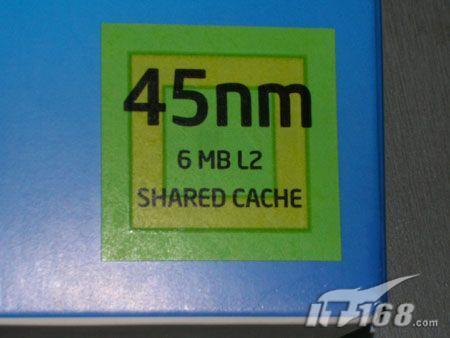 45nm
6 MB L2
SHARED CACHE
IT168.com